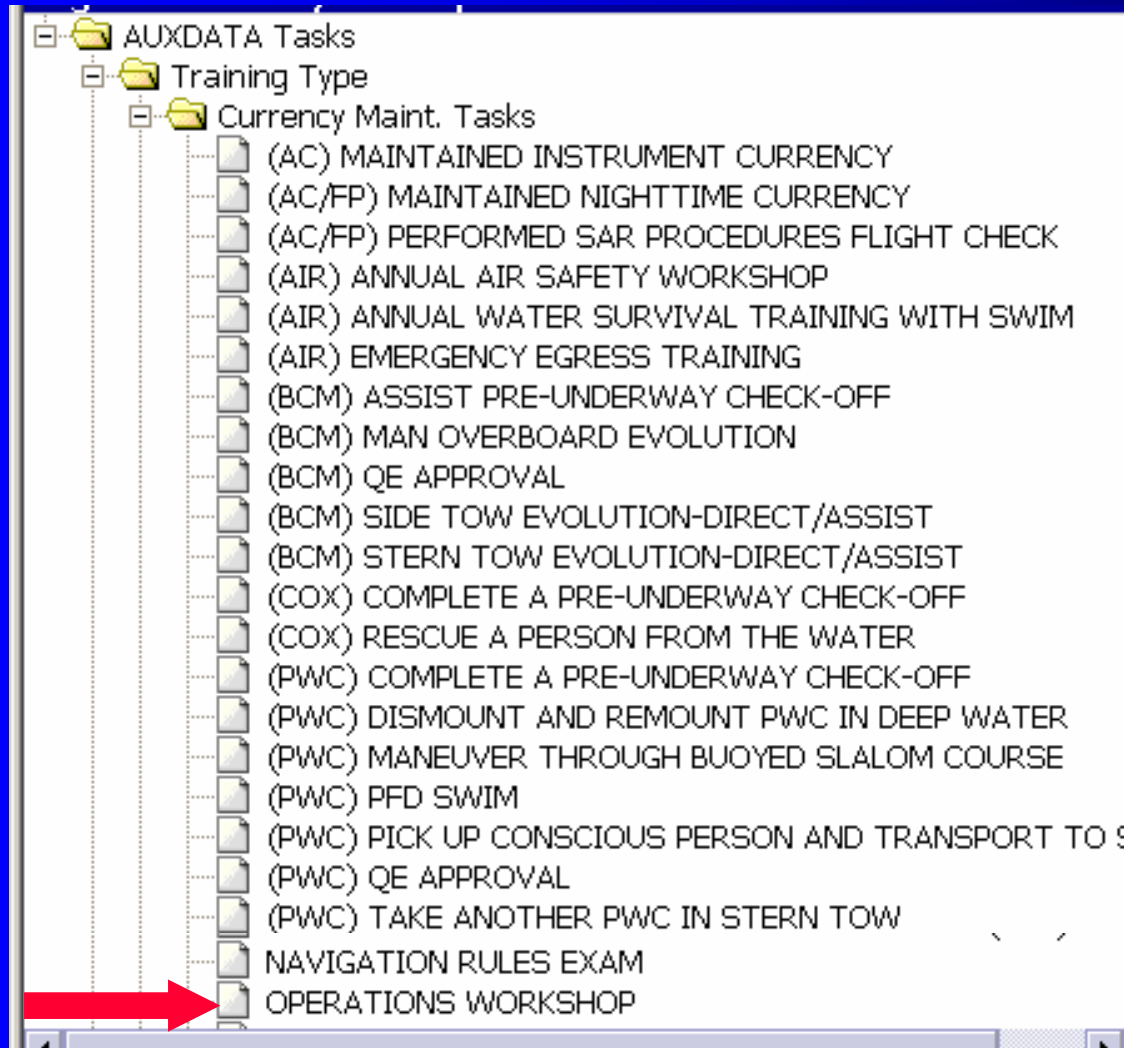 AUXDATA Tasks
Training Type
Currency Maint. Tasks
(AC) MAINTAINED INSTRUMENT CURRENCY
(AC/FP) MAINTAINED NIGHTTIME CURRENCY
(AC/FP) PERFORMED SAR PROCEDURES FLIGHT CHECK
(AIR) ANNUAL AIR SAFETY WORKSHOP
(AIR) ANNUAL WATER SURVIVAL TRAINING WITH SWIM
(AIR) EMERGENCY EGRESS TRAINING
(BCM) ASSIST PRE-UNDERWAY CHECK-OFF
(BCM) MAN OVERBOARD EVOLUTION
(BCM) QE APPROVAL
(BCM) SIDE TOW EVOLUTION-DIRECT/ASSIST
(BCM) STERN TOW EVOLUTION-DIRECT/ASSIST
(COX) COMPLETE A PRE-UNDERWAY CHECK-OFF
(COX) RESCUE A PERSON FROM THE WATER
(PWC) COMPLETE A PRE-UNDERWAY CHECK-OFF
(PWC) DISMOUNT AND REMOUNT PWC IN DEEP WATER
(PWC) MANEUVER THROUGH BUOYED SLALOM COURSE
(PWC) PFD SWIM
(PWC) PICK UP CONSCIOUS PERSON AND TRANSPORT TO
(PWC) QE APPROVAL
(PWC) TAKE ANOTHER PWC IN STERN TOW
NAVIGATION RULES EXAM
OPERATIONS WORKSHOP